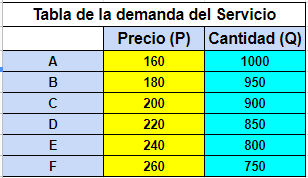 Tabla de la demanda del Servicio
Precio (P) Cantidad (Q)
A 160 1000
B 180 950
C 200 900
D 220 850
E 240 800
F 260 750